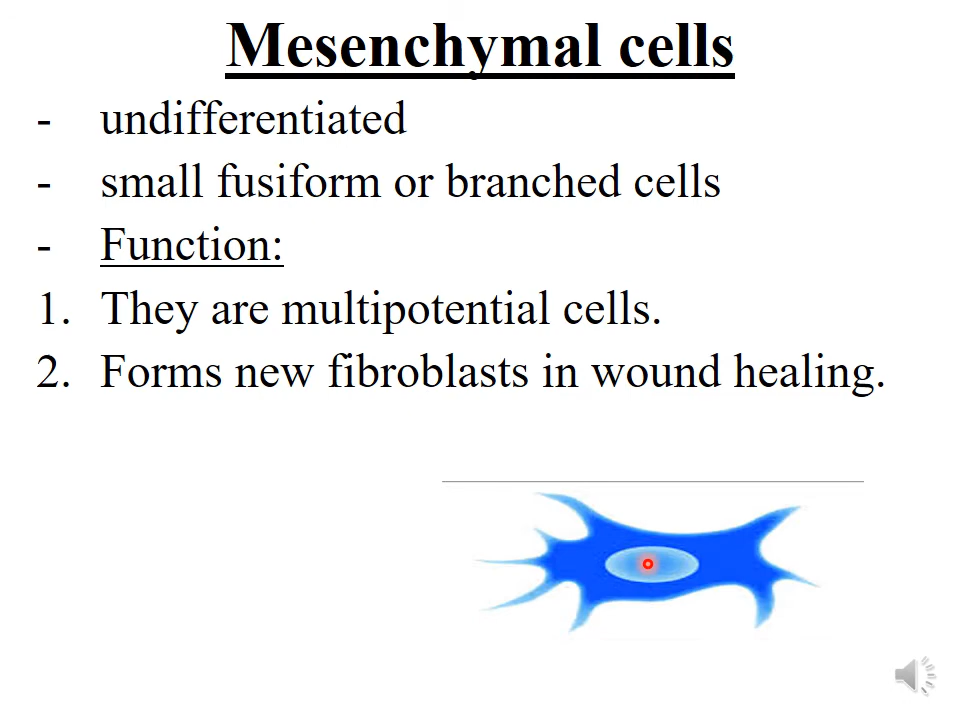 Mesenchymal cells
- undifferentiated
- small fusiform or branched cells
- Function:
1. They are multipotential cells.
2. Forms new fibroblasts in wound healing.